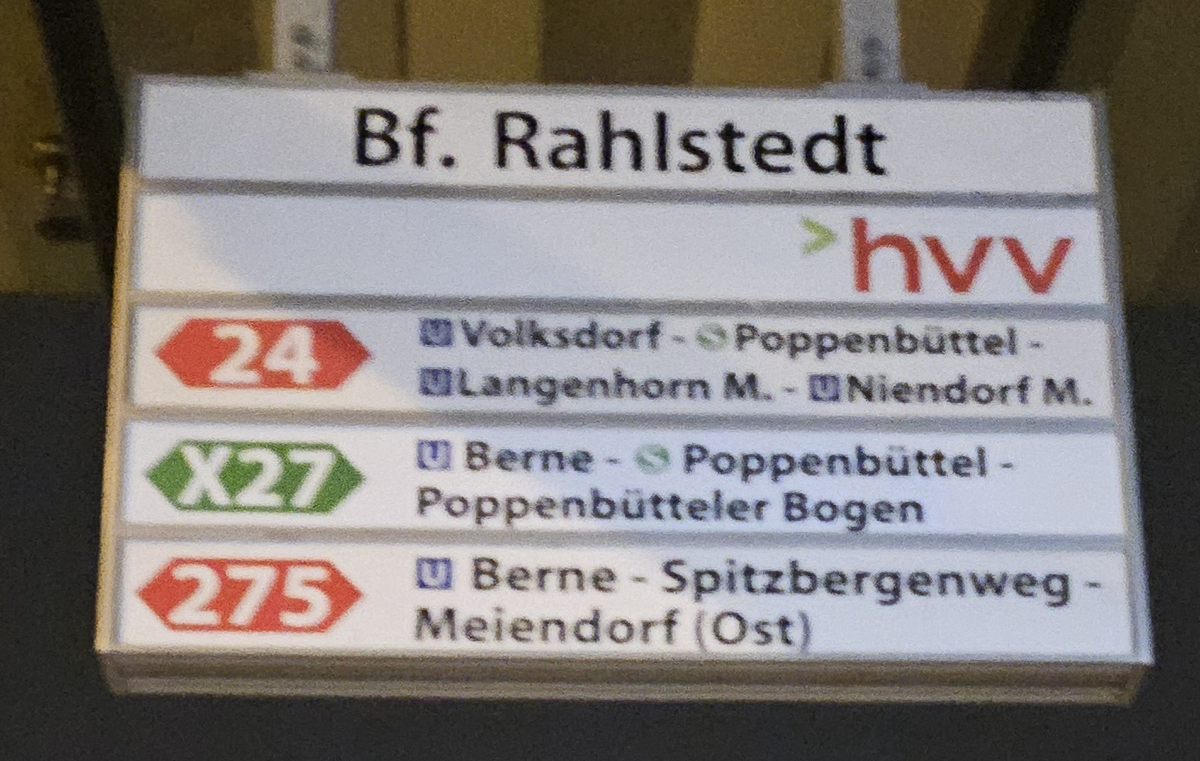 Bf. Rahlstedt
hvv
24 U Volksdorf - S Poppenbüttel -
U Langenhorn M. - U Niendorf M.
X27 U Berne - S Poppenbüttel -
Poppenbütteler Bogen
275 U Berne - Spitzbergenweg -
Meiendorf (Ost)